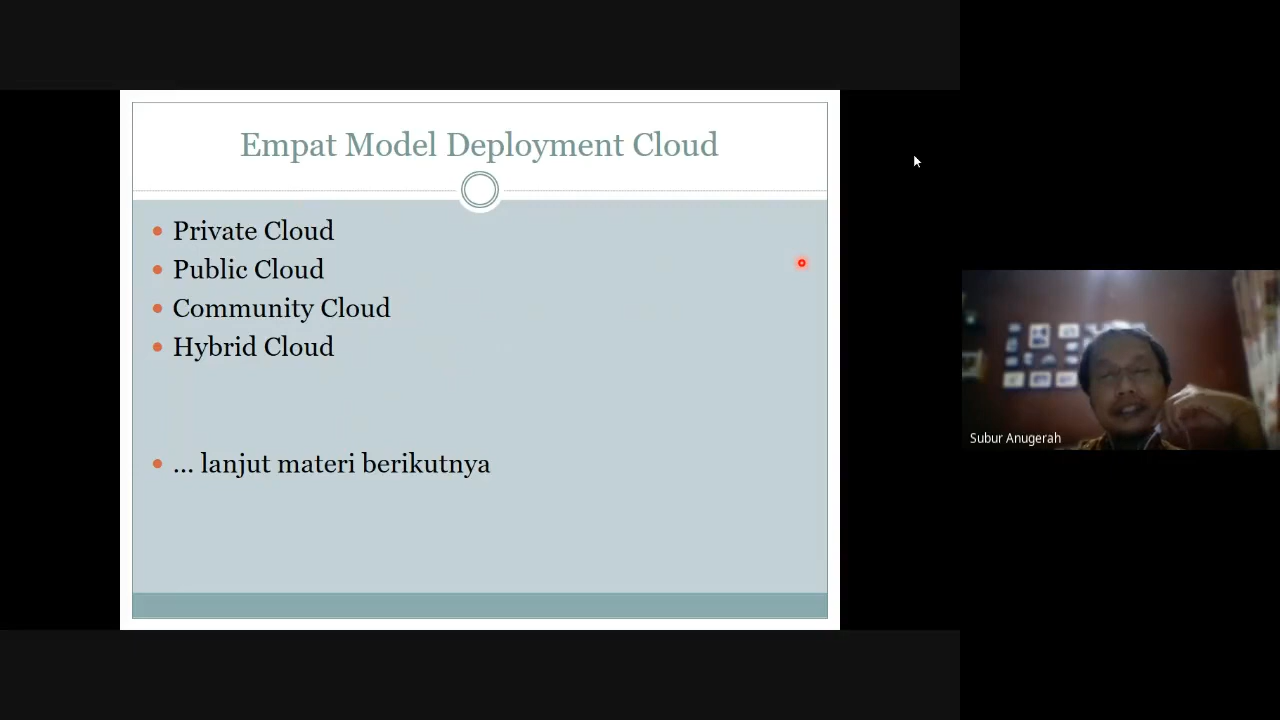 Empat Model Deployment Cloud
Private Cloud
Public Cloud
Community Cloud
Hybrid Cloud
... lanjut materi berikutnya
Subur Anugerah